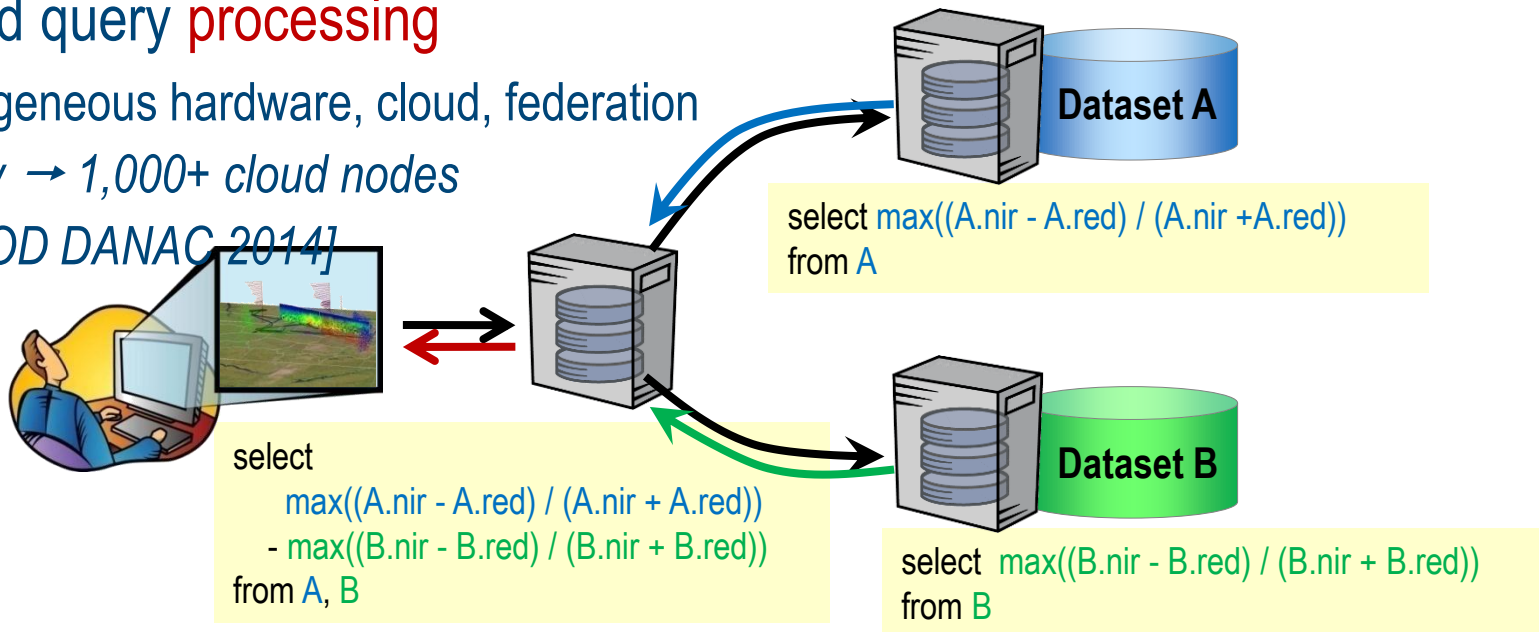 d query processing
geneous hardware, cloud, federation
→ 1,000+ cloud nodes
OD DANAC 2014]
Dataset A
select max((A.nir - A.red) / (A.nir +A.red))
from A
select
max((A.nir - A.red) / (A.nir + A.red))
- max((B.nir - B.red) / (B.nir + B.red))
from A, B
Dataset B
select max((B.nir - B.red) / (B.nir + B.red))
from B